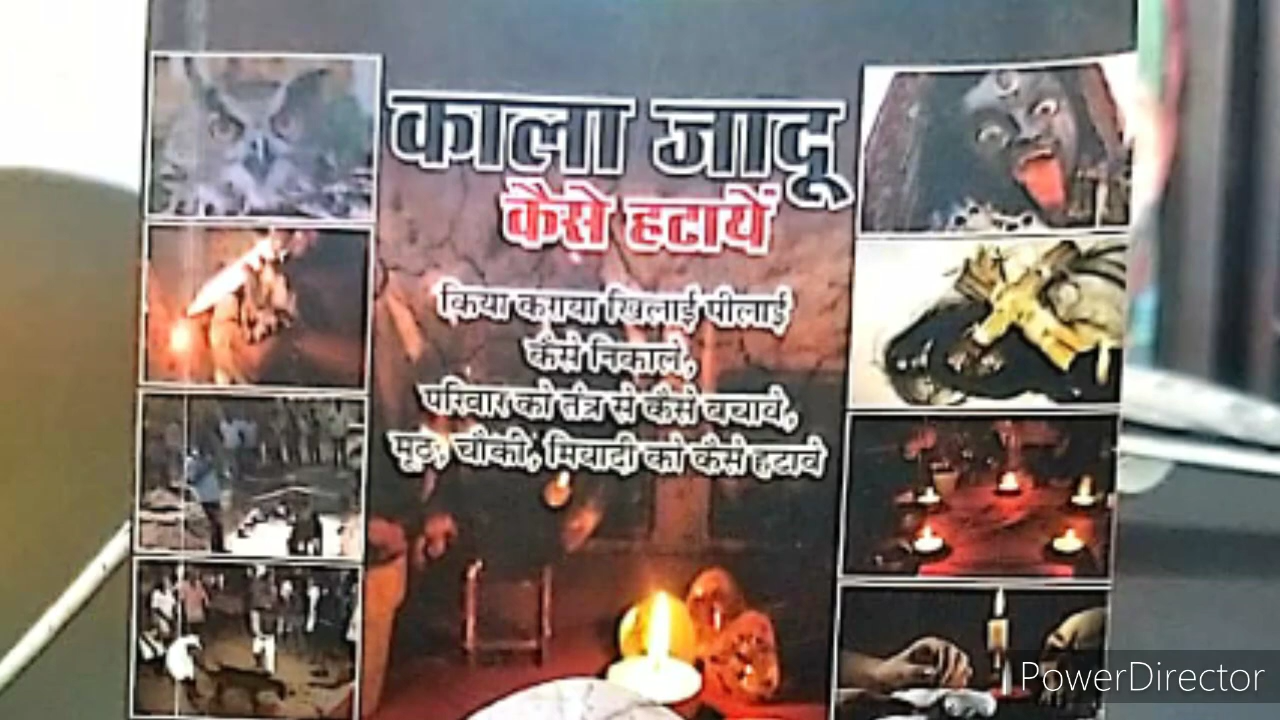 काला जादू
कैसे हटायें
किया कराया खिलाई पीलाई
कैसे निकाले,
परिवार को तंत्र से कैसे बचावे,
मूठ, चौकी, मियादी को कैसे हटावे
PowerDirector